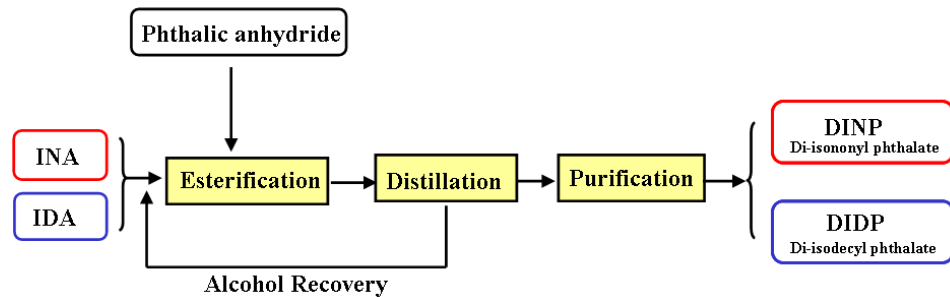 Phthalic anhydride
INA
IDA
Esterification
Distillation
Purification
DINP
Di-isononyl phthalate
DIDP
Di-isodecyl phthalate
Alcohol Recovery